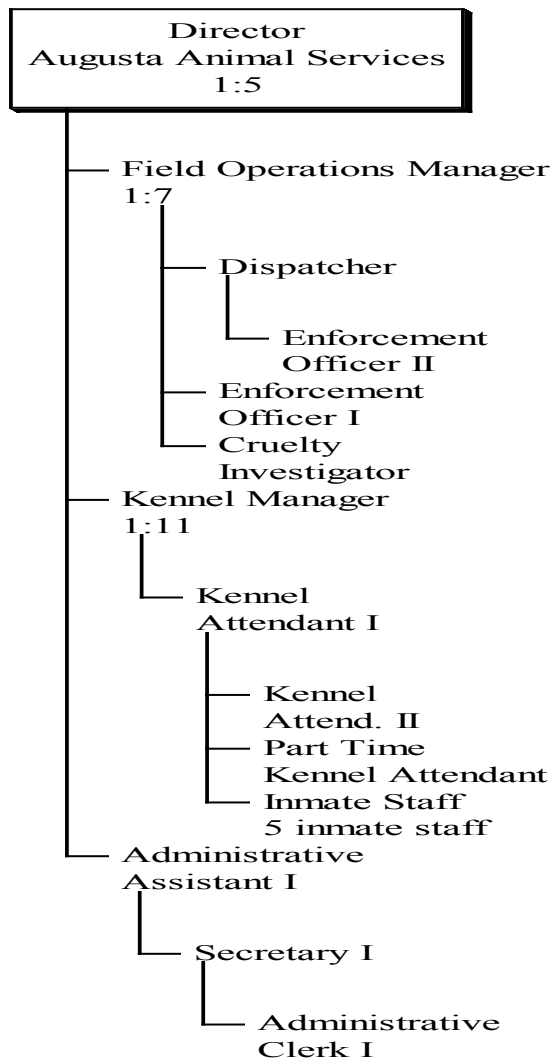 Director
Augusta Animal Services
1:5
Field Operations Manager
1:7
Dispatcher
Enforcement
Officer II
Enforcement
Officer I
Cruelty
Investigator
Kennel Manager
1:11
Kennel
Attendant I
Kennel
Attend. II
Part Time
Kennel Attendant
Inmate Staff
5 inmate staff
Administrative
Assistant I
Secretary I
Administrative
Clerk I